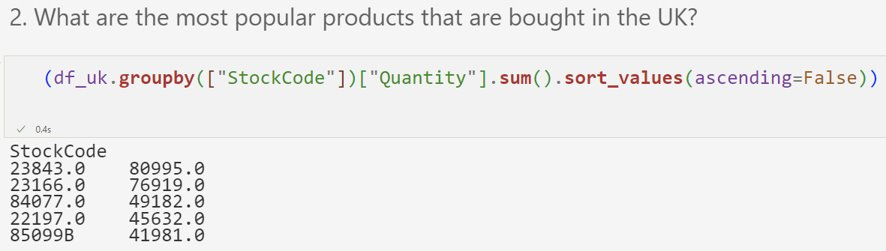 2. What are the most popular products that are bought in the UK?
(df_uk.groupby(["StockCode"])["Quantity"].sum().sort_values(ascending=False))
✓ 0.4s
StockCode
23843.0 80995.0
23166.0 76919.0
84077.0 49182.0
22197.0 45632.0
85099B 41981.0